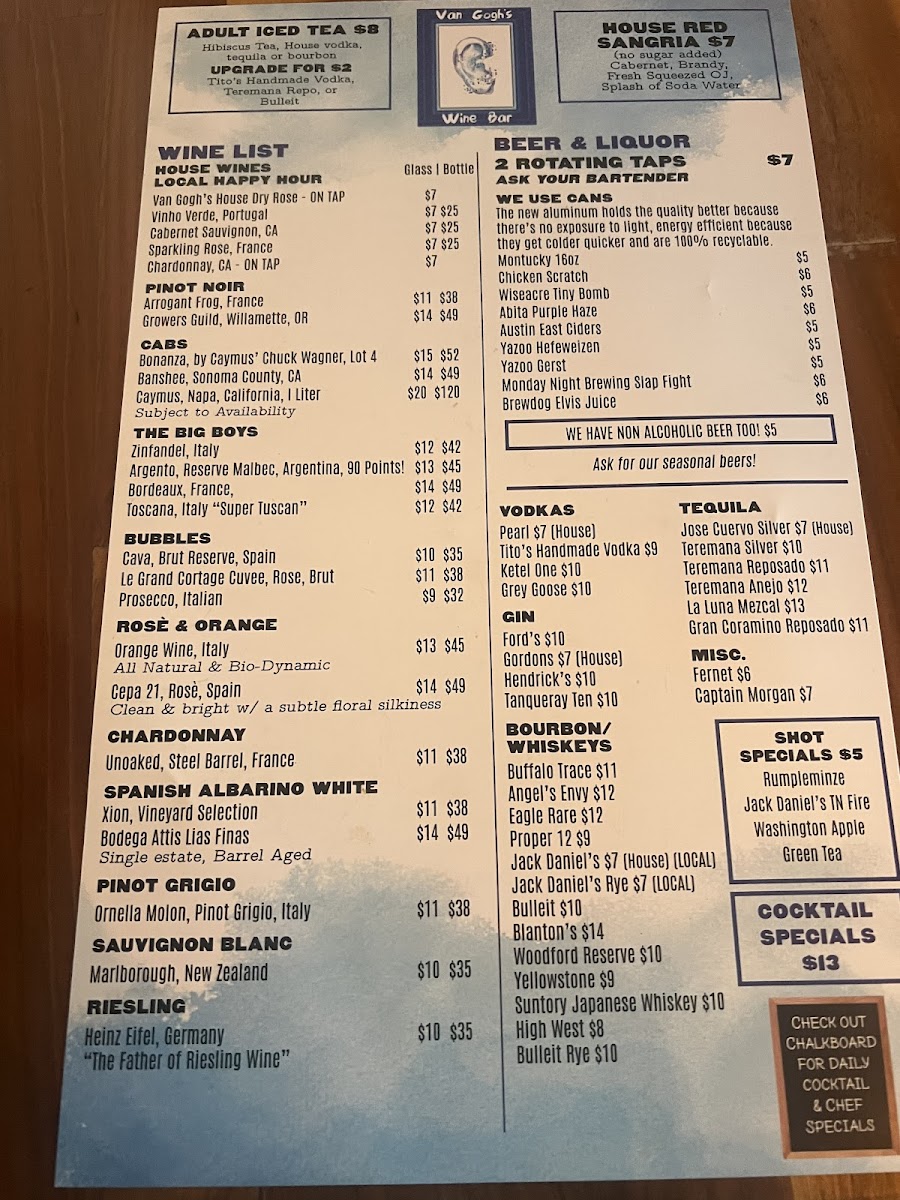 ADULT ICED TEA $8
Hibiscus Tea, House vodka,
tequila or bourbon
UPGRADE FOR $2
Tito's Handmade Vodka,
Teremana Repo, or
Bulleit
Van Gogh's
Wine Bar
HOUSE RED
SANGRIA $7
(no sugar added)
Cabernet, Brandy,
Fresh Squeezed OJ,
Splash of Soda Water
WINE LIST
HOUSE WINES Glass | Bottle
LOCAL HAPPY HOUR
Van Gogh's House Dry Rose - ON TAP $7
Vinho Verde, Portugal $7 $25
Cabernet Sauvignon, CA $7 $25
Sparkling Rose, France $7 $25
Chardonnay, CA - ON TAP $7
PINOT NOIR
Arrogant Frog, France $11 $38
Growers Guild, Willamette, OR $14 $49
CABS
Bonanza, by Caymus' Chuck Wagner, Lot 4 $15 $52
Banshee, Sonoma County, CA $14 $49
Caymus, Napa, California, 1 Liter $20 $120
Subject to Availability
THE BIG BOYS
Zinfandel, Italy $12 $42
Argento, Reserve Malbec, Argentina, 90 Points! $13 $45
Bordeaux, France, $14 $49
Toscana, Italy "Super Tuscan" $12 $42
BUBBLES
Cava, Brut Reserve, Spain $10 $35
Le Grand Cortage Cuvee, Rose, Brut $11 $38
Prosecco, Italian $9 $32
ROSÈ & ORANGE
Orange Wine, Italy $13 $45
All Natural & Bio-Dynamic
Cepa 21, Rosè, Spain $14 $49
Clean & bright w/ a subtle floral silkiness
CHARDONNAY
Unoaked, Steel Barrel, France $11 $38
SPANISH ALBARINO WHITE
Xion, Vineyard Selection $11 $38
Bodega Attis Lias Finas $14 $49
Single estate, Barrel Aged
PINOT GRIGIO
Ornella Molon, Pinot Grigio, Italy $11 $38
SAUVIGNON BLANC
Marlborough, New Zealand $10 $35
RIESLING
Heinz Eifel, Germany $10 $35
"The Father of Riesling Wine"
BEER & LIQUOR
2 ROTATING TAPS $7
ASK YOUR BARTENDER
WE USE CANS
The new aluminum holds the quality better because
there's no exposure to light, energy efficient because
they get colder quicker and are 100% recyclable.
Montucky 16oz $5
Chicken Scratch $6
Wiseacre Tiny Bomb $5
Abita Purple Haze $6
Austin East Ciders $5
Yazoo Hefeweizen $5
Yazoo Gerst $5
Monday Night Brewing Slap Fight $6
Brewdog Elvis Juice $6
WE HAVE NON ALCOHOLIC BEER TOO! $5
Ask for our seasonal beers!
VODKAS
Pearl $7 (House)
Tito's Handmade Vodka $9
Ketel One $10
Grey Goose $10
GIN
Ford's $10
Gordons $7 (House)
Hendrick's $10
Tanqueray Ten $10
BOURBON/
WHISKEYS
Buffalo Trace $11
Angel's Envy $12
Eagle Rare $12
Proper 12 $9
Jack Daniel's $7 (House) (LOCAL)
Jack Daniel's Rye $7 (LOCAL)
Bulleit $10
Blanton's $14
Woodford Reserve $10
Yellowstone $9
Suntory Japanese Whiskey $10
High West $8
Bulleit Rye $10
TEQUILA
Jose Cuervo Silver $7 (House)
Teremana Silver $10
Teremana Reposado $11
Teremana Anejo $12
La Luna Mezcal $13
Gran Coramino Reposado $11
MISC.
Fernet $6
Captain Morgan $7
SHOT
SPECIALS $5
Rumpleminze
Jack Daniel's TN Fire
Washington Apple
Green Tea
COCKTAIL
SPECIALS
$13
CHECK OUT
CHALKBOARD
FOR DAILY
COCKTAIL
& CHEF
SPECIALS